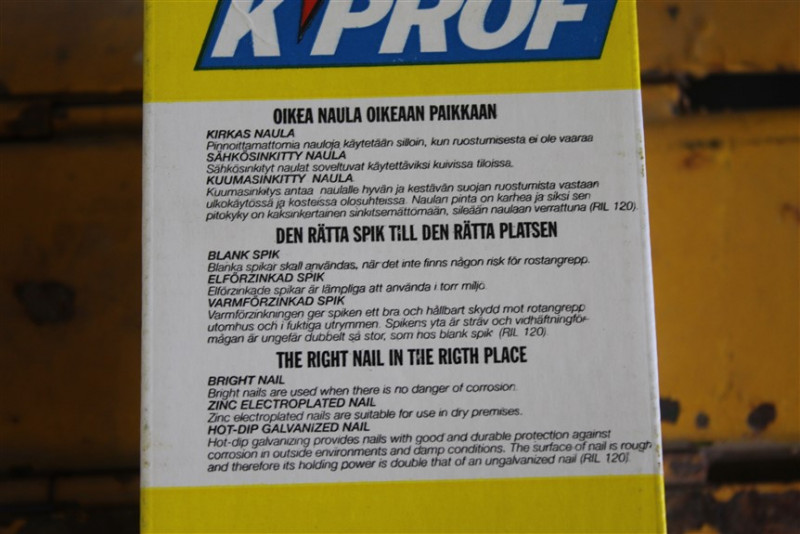 K PROF
OIKEA NAULA OIKEAAN PAIKKAAN
KIRKAS NAULA
Pinnoittamattomia nauloja käytetään silloin, kun ruostumisesta ei ole vaaraa
SÄHKÖSINKITTY NAULA
Sähkösinkityt naulat soveltuvat käytettäviksi kuivissa tiloissa.
KUUMASINKITTY NAULA
Kuumasinkitys antaa naulalle hyvän ja kestävän suojan ruostumista vastaan
ulkokäytössä ja kosteissa olosuhteissa. Naulan pinta on karhea ja siksi sen
pitokyky on kaksinkertainen sinkitsemättömään, sileään naulaan verrattuna (RIL 120).
DEN RÄTTA SPIK TILL DEN RÄTTA PLATSEN
BLANK SPIK
Blanka spikar skall användas, när det inte finns någon risk för rostangrepp.
ELFÖRZINKAD SPIK
Elförzinkade spikar är lämpliga att använda i torr miljö.
VARMFÖRZINKAD SPIK
Varmförzinkningen ger spiken ett bra och hållbart skydd mot rotangrepp
utomhus och i fuktiga utrymmen. Spikens yta är sträv och vidhäftningför-
mågan är ungefär dubbelt så stor, som hos blank spik (RIL 120).
THE RIGHT NAIL IN THE RIGTH PLACE
BRIGHT NAIL
Bright nails are used when there is no danger of corrosion.
ZINC ELECTROPLATED NAIL
Zinc electroplated nails are suitable for use in dry premises.
HOT-DIP GALVANIZED NAIL
Hot-dip galvanizing provides nails with good and durable protection against
corrosion in outside environments and damp conditions. The surface of nail is rough
and therefore its holding power is double that of an ungalvanized nail (RIL 120).